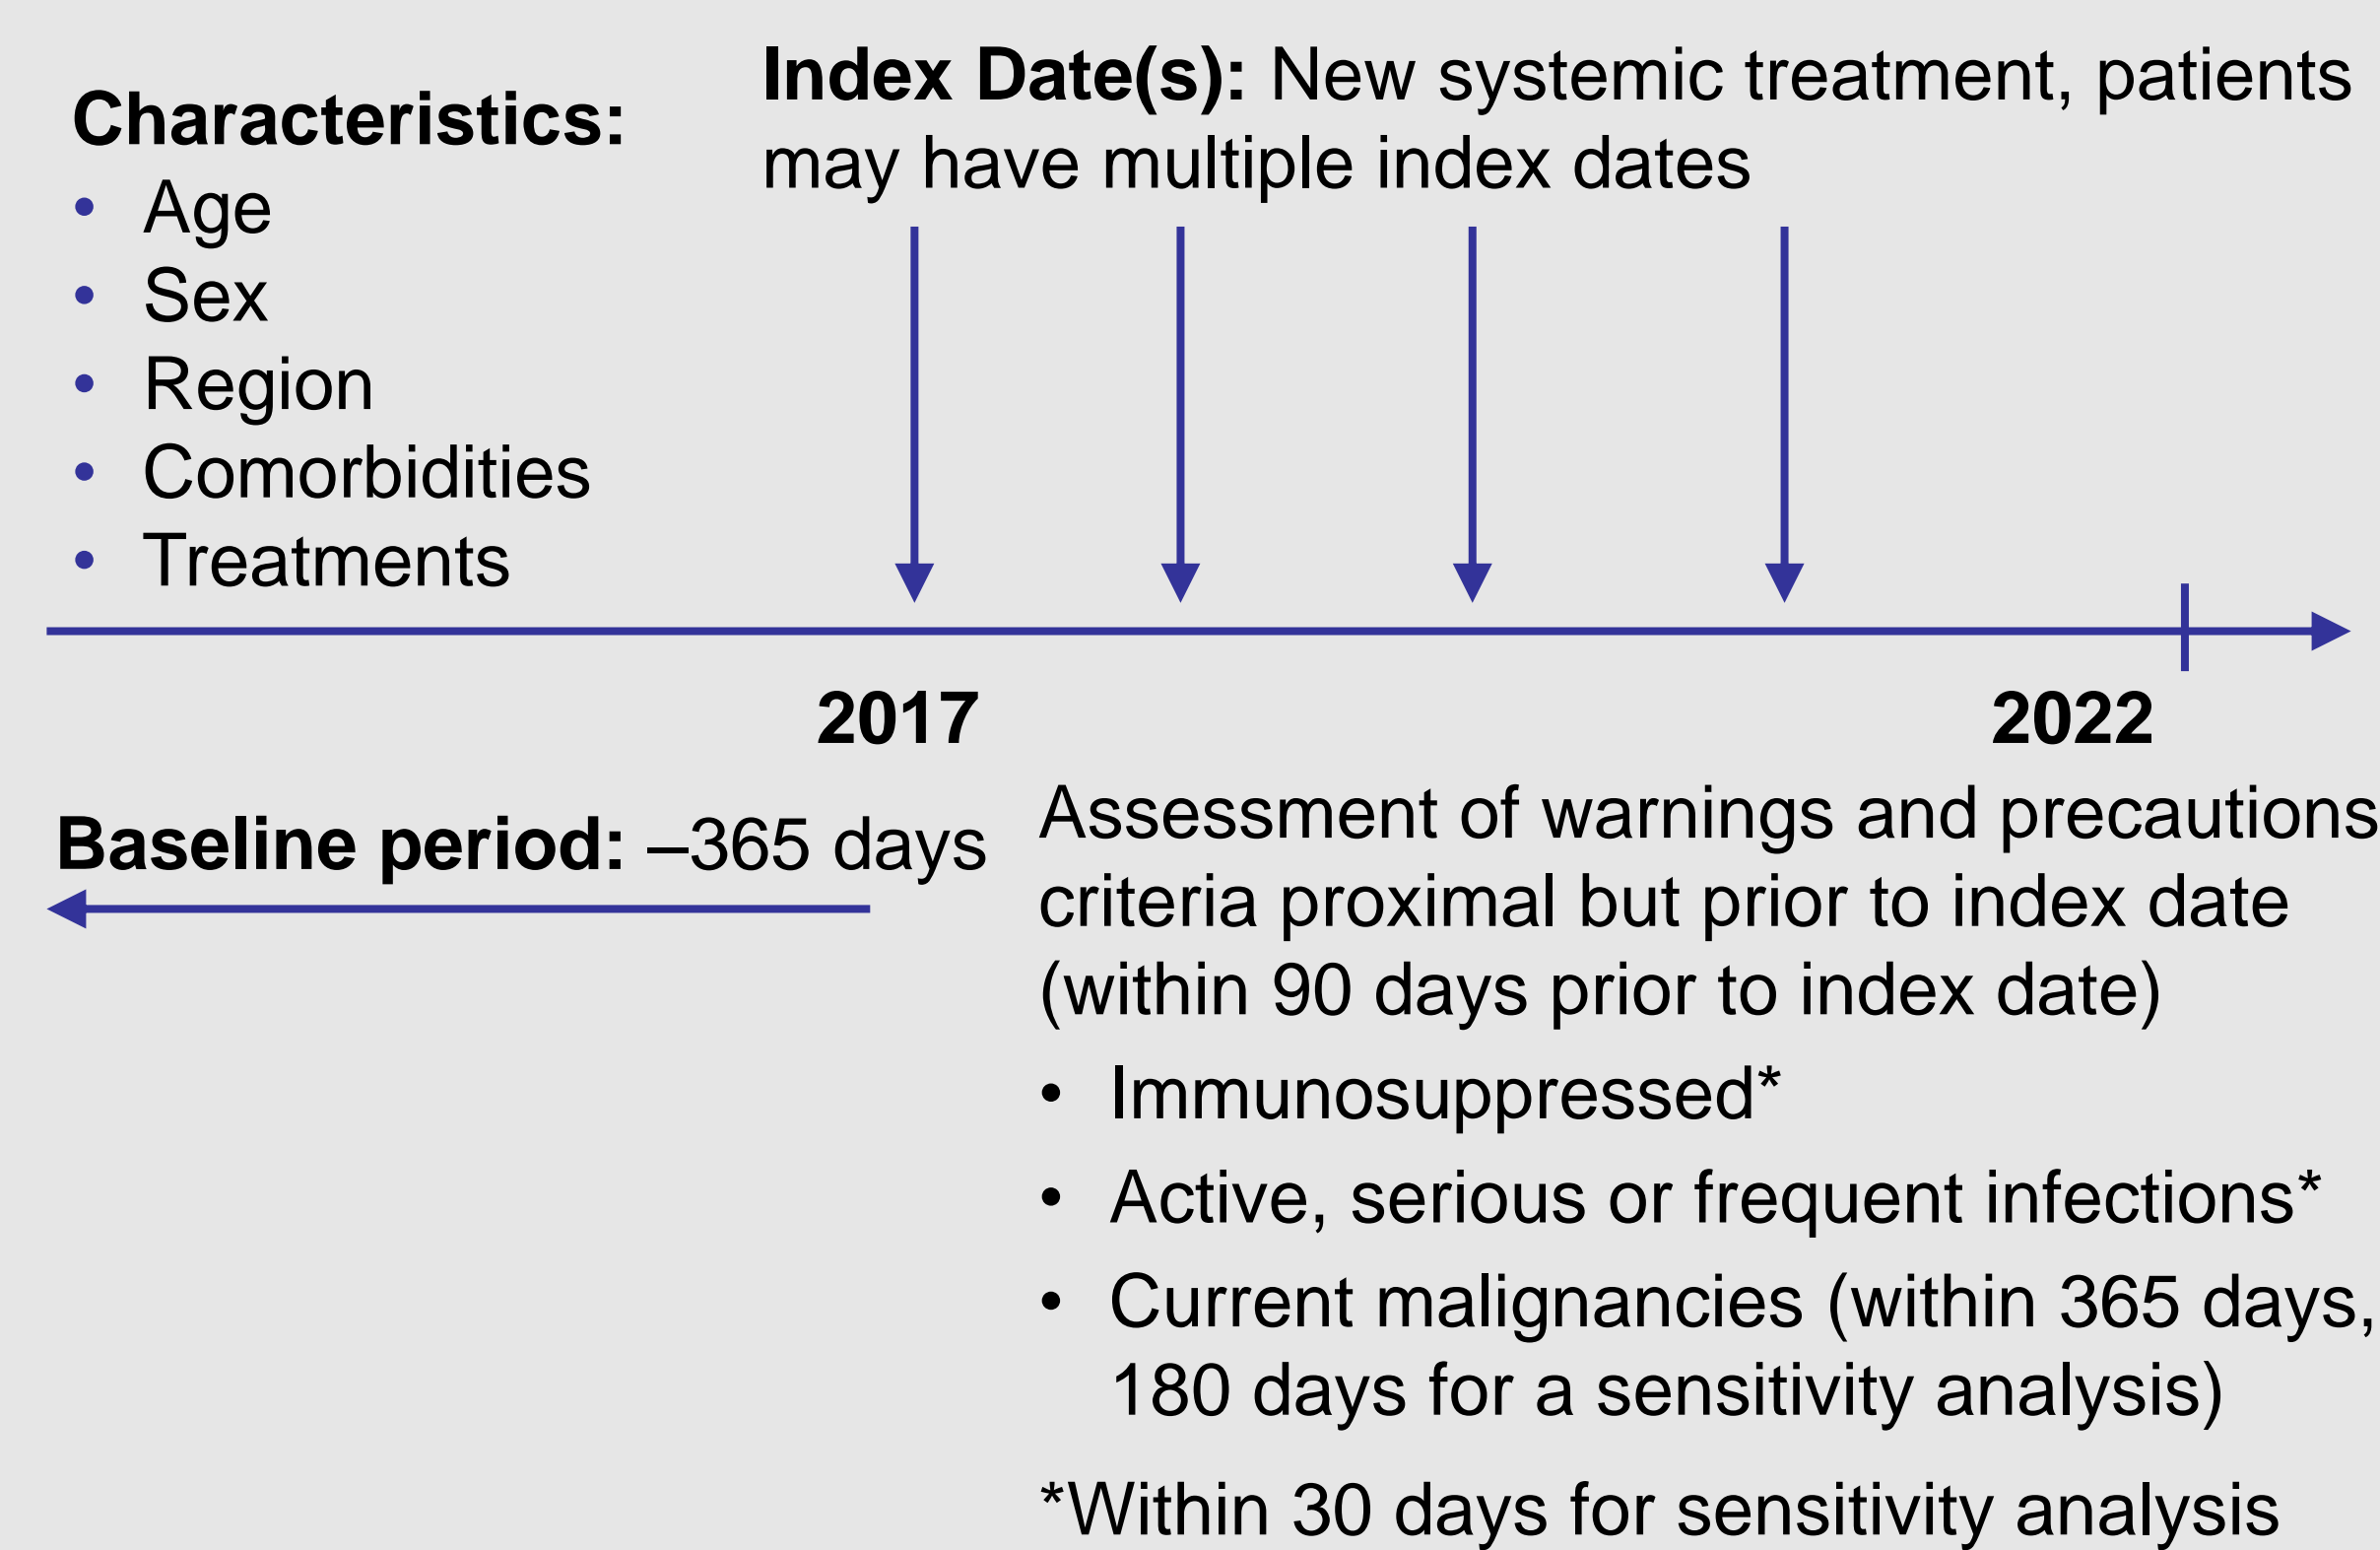 Characteristics:
• Age
• Sex
• Region
• Comorbidities
• Treatments
Index Date(s): New systemic treatment, patients
may have multiple index dates
2017
2022
Baseline period: –365 days
Assessment of warnings and precautions
criteria proximal but prior to index date
(within 90 days prior to index date)
• Immunosuppressed*
• Active, serious or frequent infections*
• Current malignancies (within 365 days,
180 days for a sensitivity analysis)
*Within 30 days for sensitivity analysis